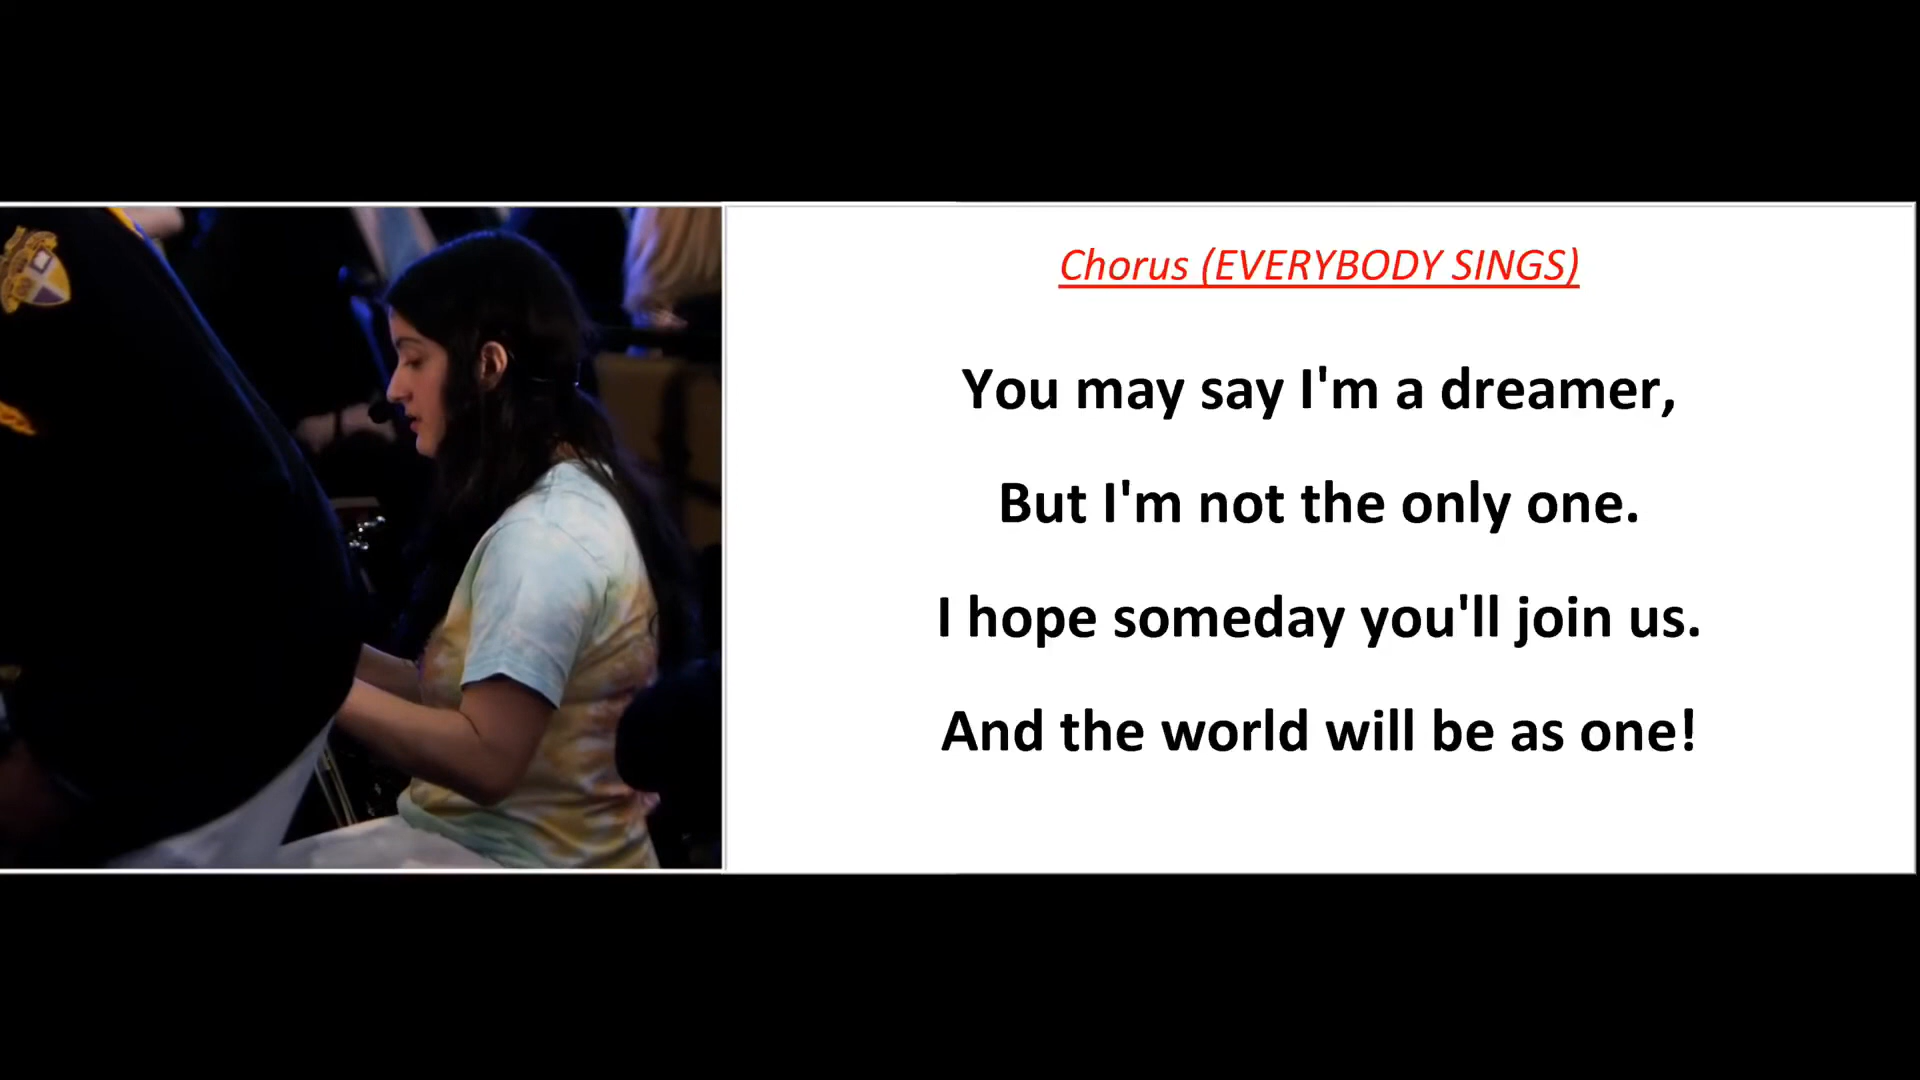 Chorus (EVERYBODY SINGS)
You may say I'm a dreamer,
But I'm not the only one.
I hope someday you'll join us.
And the world will be as one!